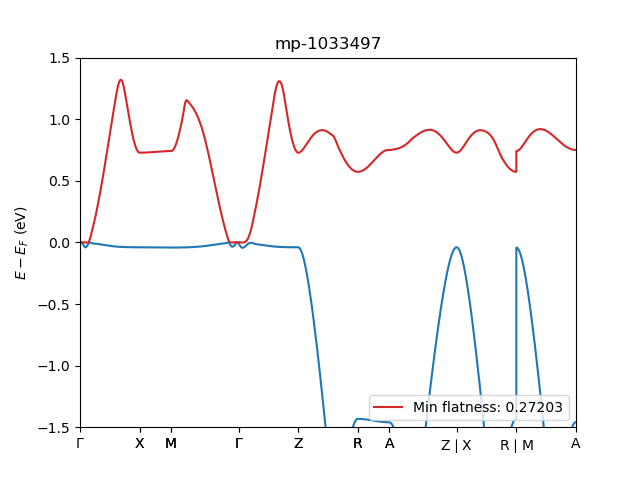 mp-1033497
E − E_F (eV)
1.5
1.0
0.5
0.0
−0.5
−1.0
−1.5
Min flatness: 0.27203
Γ X M Γ Z R A Z | X R | M A